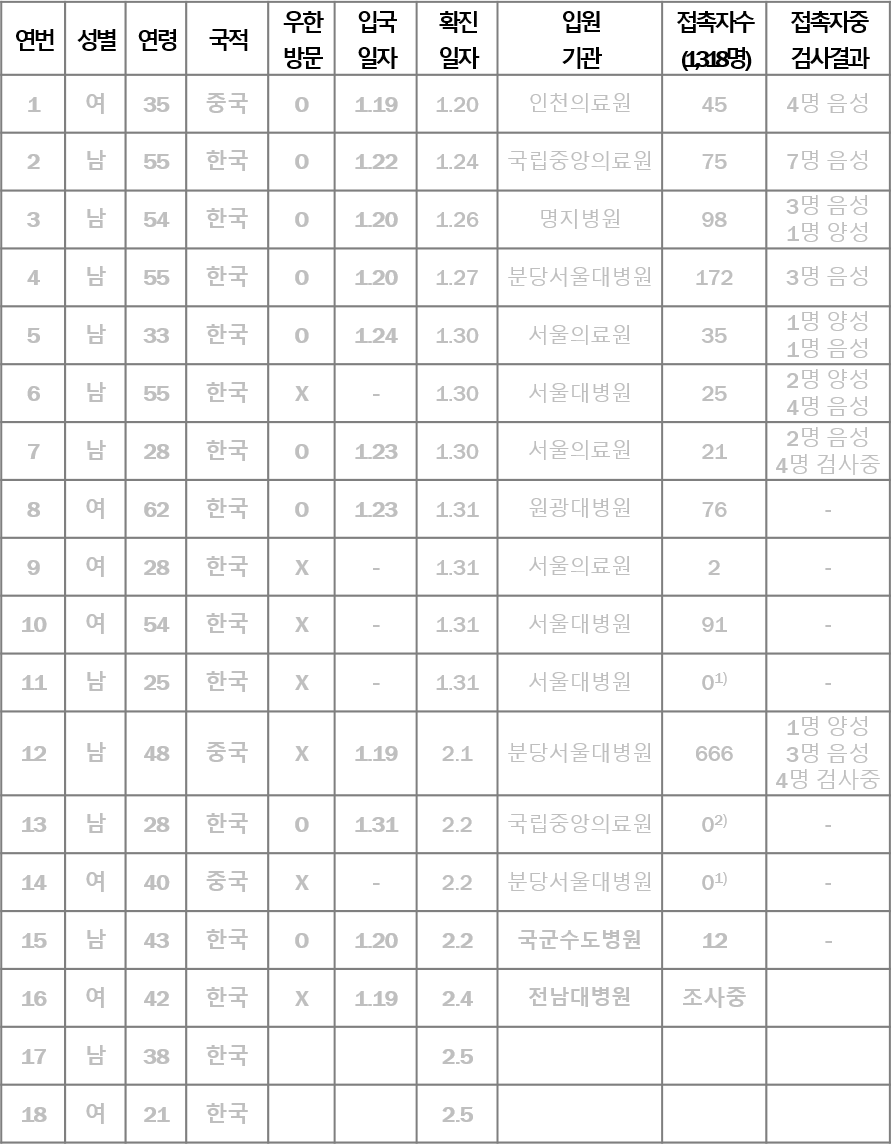 연번 성별 연령 국적 우한 방문 입국 일자 확진 일자 입원 기관 접촉자수 (1,318명) 접촉자중 검사결과
1 여 35 중국 O 1.19 1.20 인천의료원 45 4명 음성
2 남 55 한국 O 1.22 1.24 국립중앙의료원 75 7명 음성
3 남 54 한국 O 1.20 1.26 명지병원 98 3명 음성 1명 양성
4 남 55 한국 O 1.20 1.27 분당서울대병원 172 3명 음성
5 남 33 한국 O 1.24 1.30 서울의료원 35 1명 양성 1명 음성
6 남 55 한국 X - 1.30 서울대병원 25 2명 양성 4명 음성
7 남 28 한국 O 1.23 1.30 서울의료원 21 2명 음성 4명 검사중
8 여 62 한국 O 1.23 1.31 원광대병원 76 -
9 여 28 한국 X - 1.31 서울의료원 2 -
10 여 54 한국 X - 1.31 서울대병원 91 -
11 남 25 한국 X - 1.31 서울대병원 0¹⁾ -
12 남 48 중국 X 1.19 2.1 분당서울대병원 666 1명 양성 3명 음성 4명 검사중
13 남 28 한국 O 1.31 2.2 국립중앙의료원 0²⁾ -
14 여 40 중국 X - 2.2 분당서울대병원 0¹⁾ -
15 남 43 한국 O 1.20 2.2 국군수도병원 12 -
16 여 42 한국 X 1.19 2.4 전남대병원 조사중
17 남 38 한국 2.5
18 여 21 한국 2.5